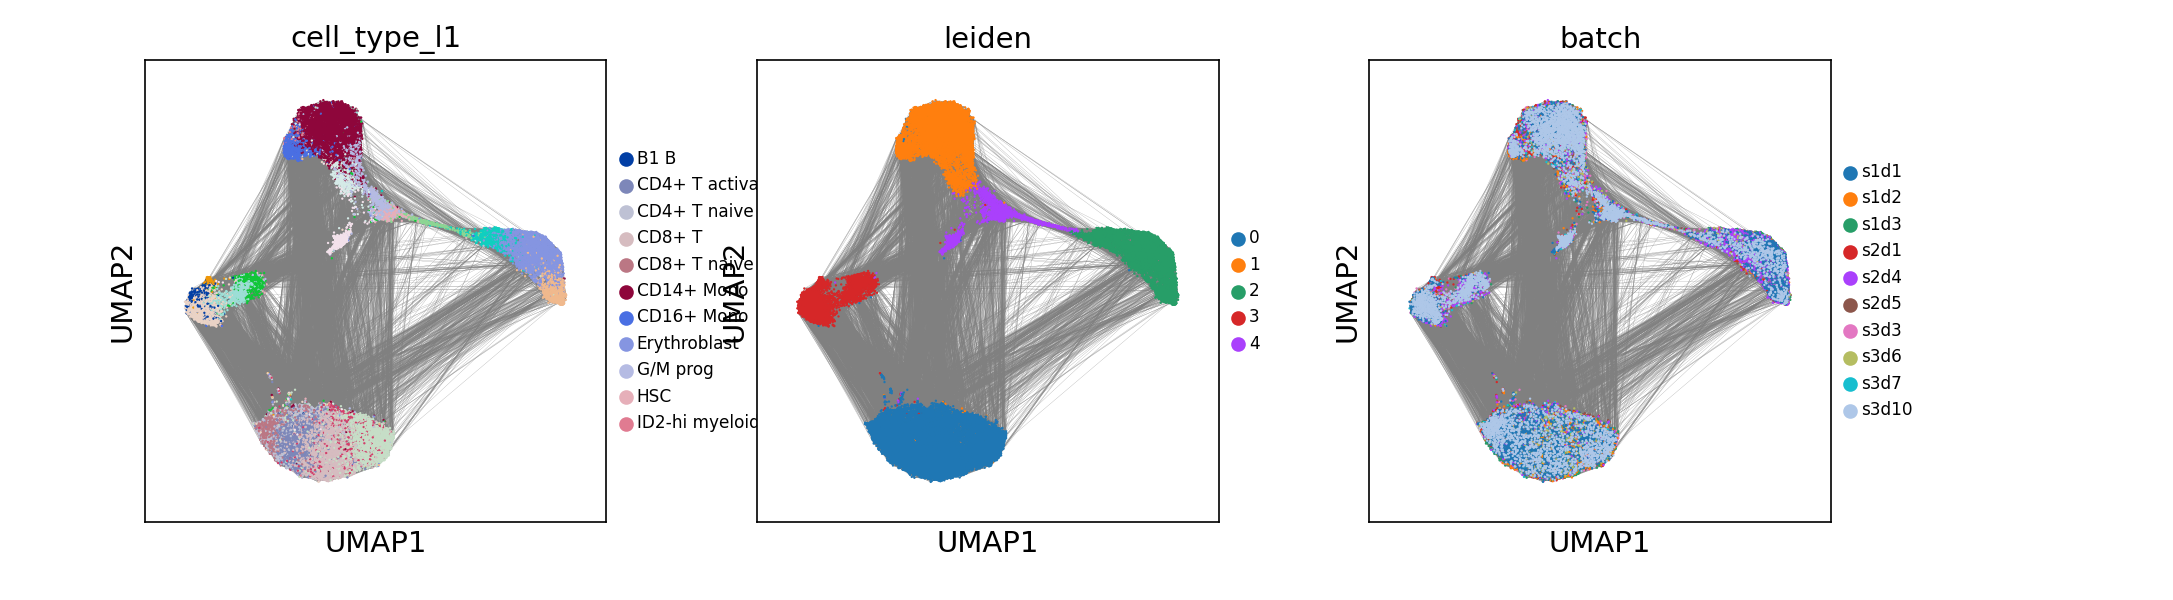 cell_type_l1
UMAP2
UMAP1
B1 B
CD4+ T activa
CD4+ T naive
CD8+ T
CD8+ T naive
CD14+ Mono
CD16+ Mono
Erythroblast
G/M prog
HSC
ID2-hi myeloid
leiden
UMAP2
UMAP1
0
1
2
3
4
batch
UMAP2
UMAP1
s1d1
s1d2
s1d3
s2d1
s2d4
s2d5
s3d3
s3d6
s3d7
s3d10